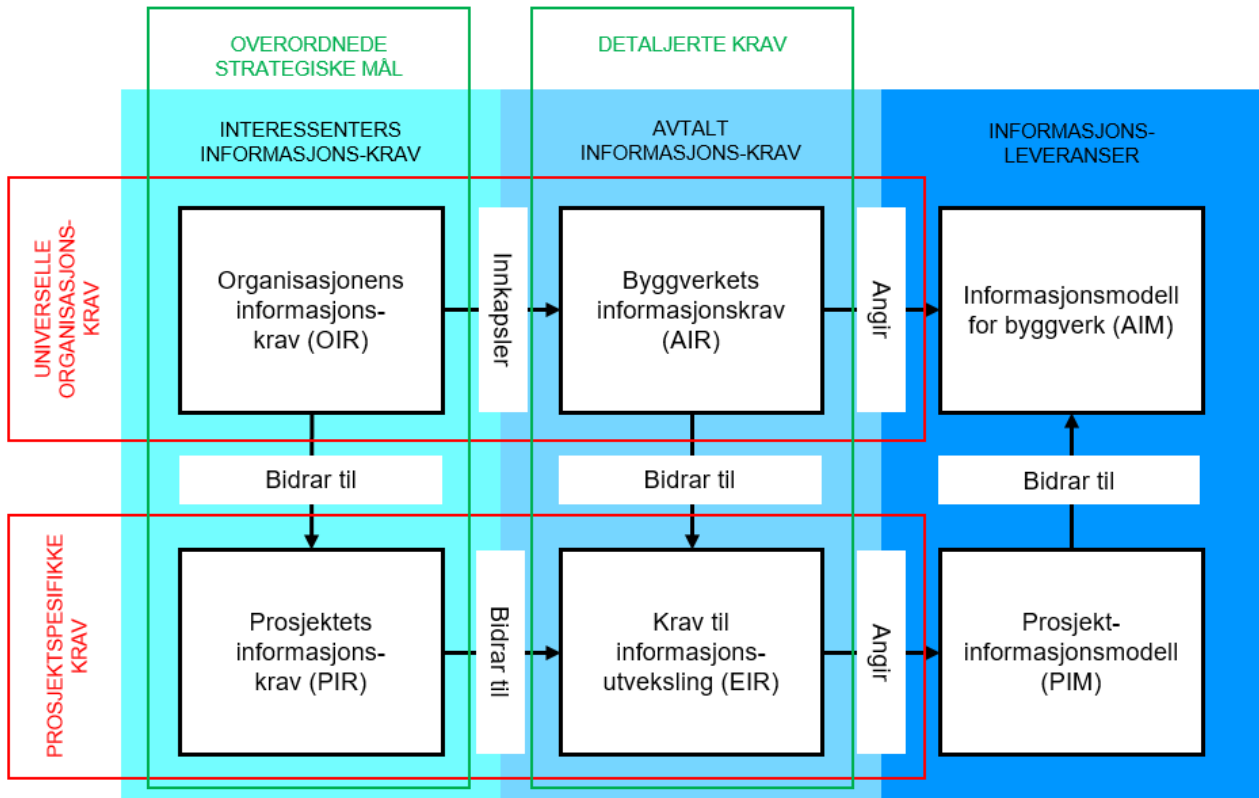 OVERORDNEDE
STRATEGISKE MÅL
DETALJERTE KRAV
INTERESSENTERS
INFORMASJONS-KRAV
AVTALT
INFORMASJONS-KRAV
INFORMASJONS-
LEVERANSER
UNIVERSELLE
ORGANISASJONS-
KRAV
Organisasjonens
informasjons-
krav (OIR)
Innkapsler
Byggverkets
informasjonskrav
(AIR)
Angir
Informasjonsmodell
for byggverk (AIM)
Bidrar til
Bidrar til
Bidrar til
PROSJEKTSPESIFIKKE
KRAV
Prosjektets
informasjons-
krav (PIR)
Bidrar til
Krav til
informasjons-
utveksling (EIR)
Angir
Prosjekt-
informasjonsmodell
(PIM)